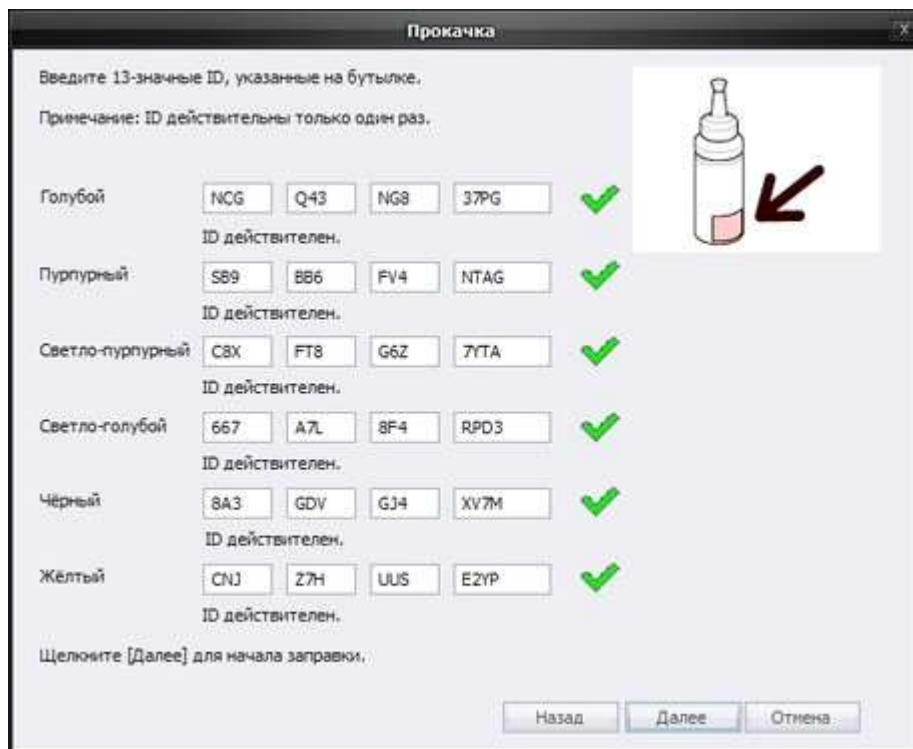 Прокачка
X
Введите 13-значные ID, указанные на бутылке.
Примечание: ID действительны только один раз.
Голубой NCG Q43 NG8 37PG
ID действителен.
Пурпурный SB9 BB6 FV4 NTAG
ID действителен.
Светло-пурпурный C8X FT8 G6Z 7YTA
ID действителен.
Светло-голубой 667 A7L 8F4 RPD3
ID действителен.
Чёрный 8A3 GDV GJ4 XV7M
ID действителен.
Жёлтый CNJ Z7H UUS E2YP
ID действителен.
Щелкните [Далее] для начала заправки.
Назад Далее Отмена